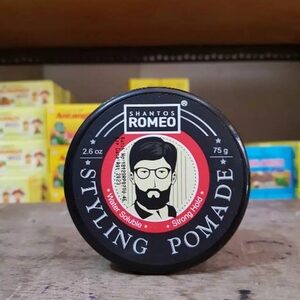 SHANTOS
ROMEO®
2.6 oz
75 g
Water Soluble
Strong Hold
STYLING POMADE